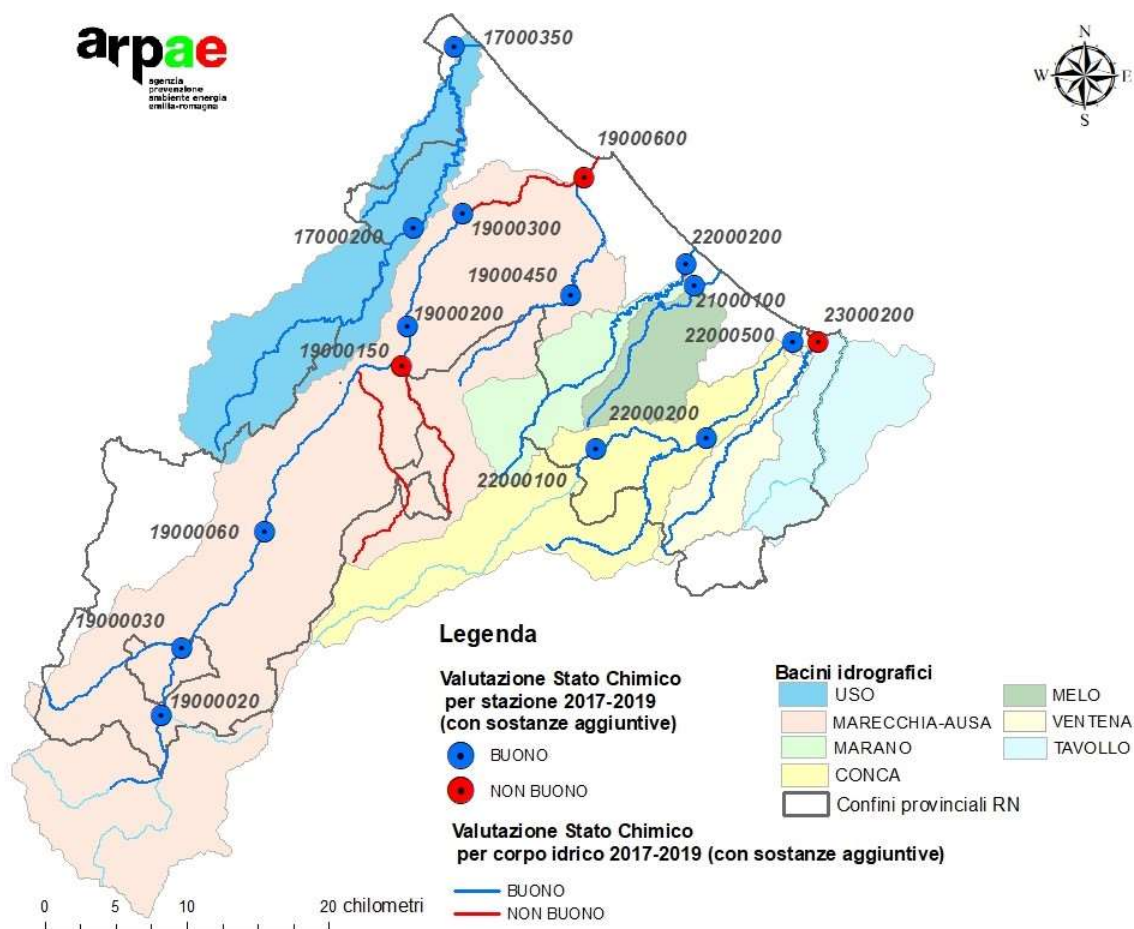 arpae
agenzia
prevenzione
ambiente energia
emilia-romagna
N
W E
S
17000350
19000600
17000200
19000300
22000200
19000450
21000100
19000200
22000500
23000200
19000150
22000200
22000100
19000060
19000030
19000020
Legenda
Valutazione Stato Chimico
per stazione 2017-2019
(con sostanze aggiuntive)
BUONO
NON BUONO
Valutazione Stato Chimico
per corpo idrico 2017-2019 (con sostanze aggiuntive)
BUONO
NON BUONO
Bacini idrografici
USO
MARECCHIA-AUSA
MARANO
CONCA
Confini provinciali RN
MELO
VENTENA
TAVOLLO
0 5 10 20 chilometri